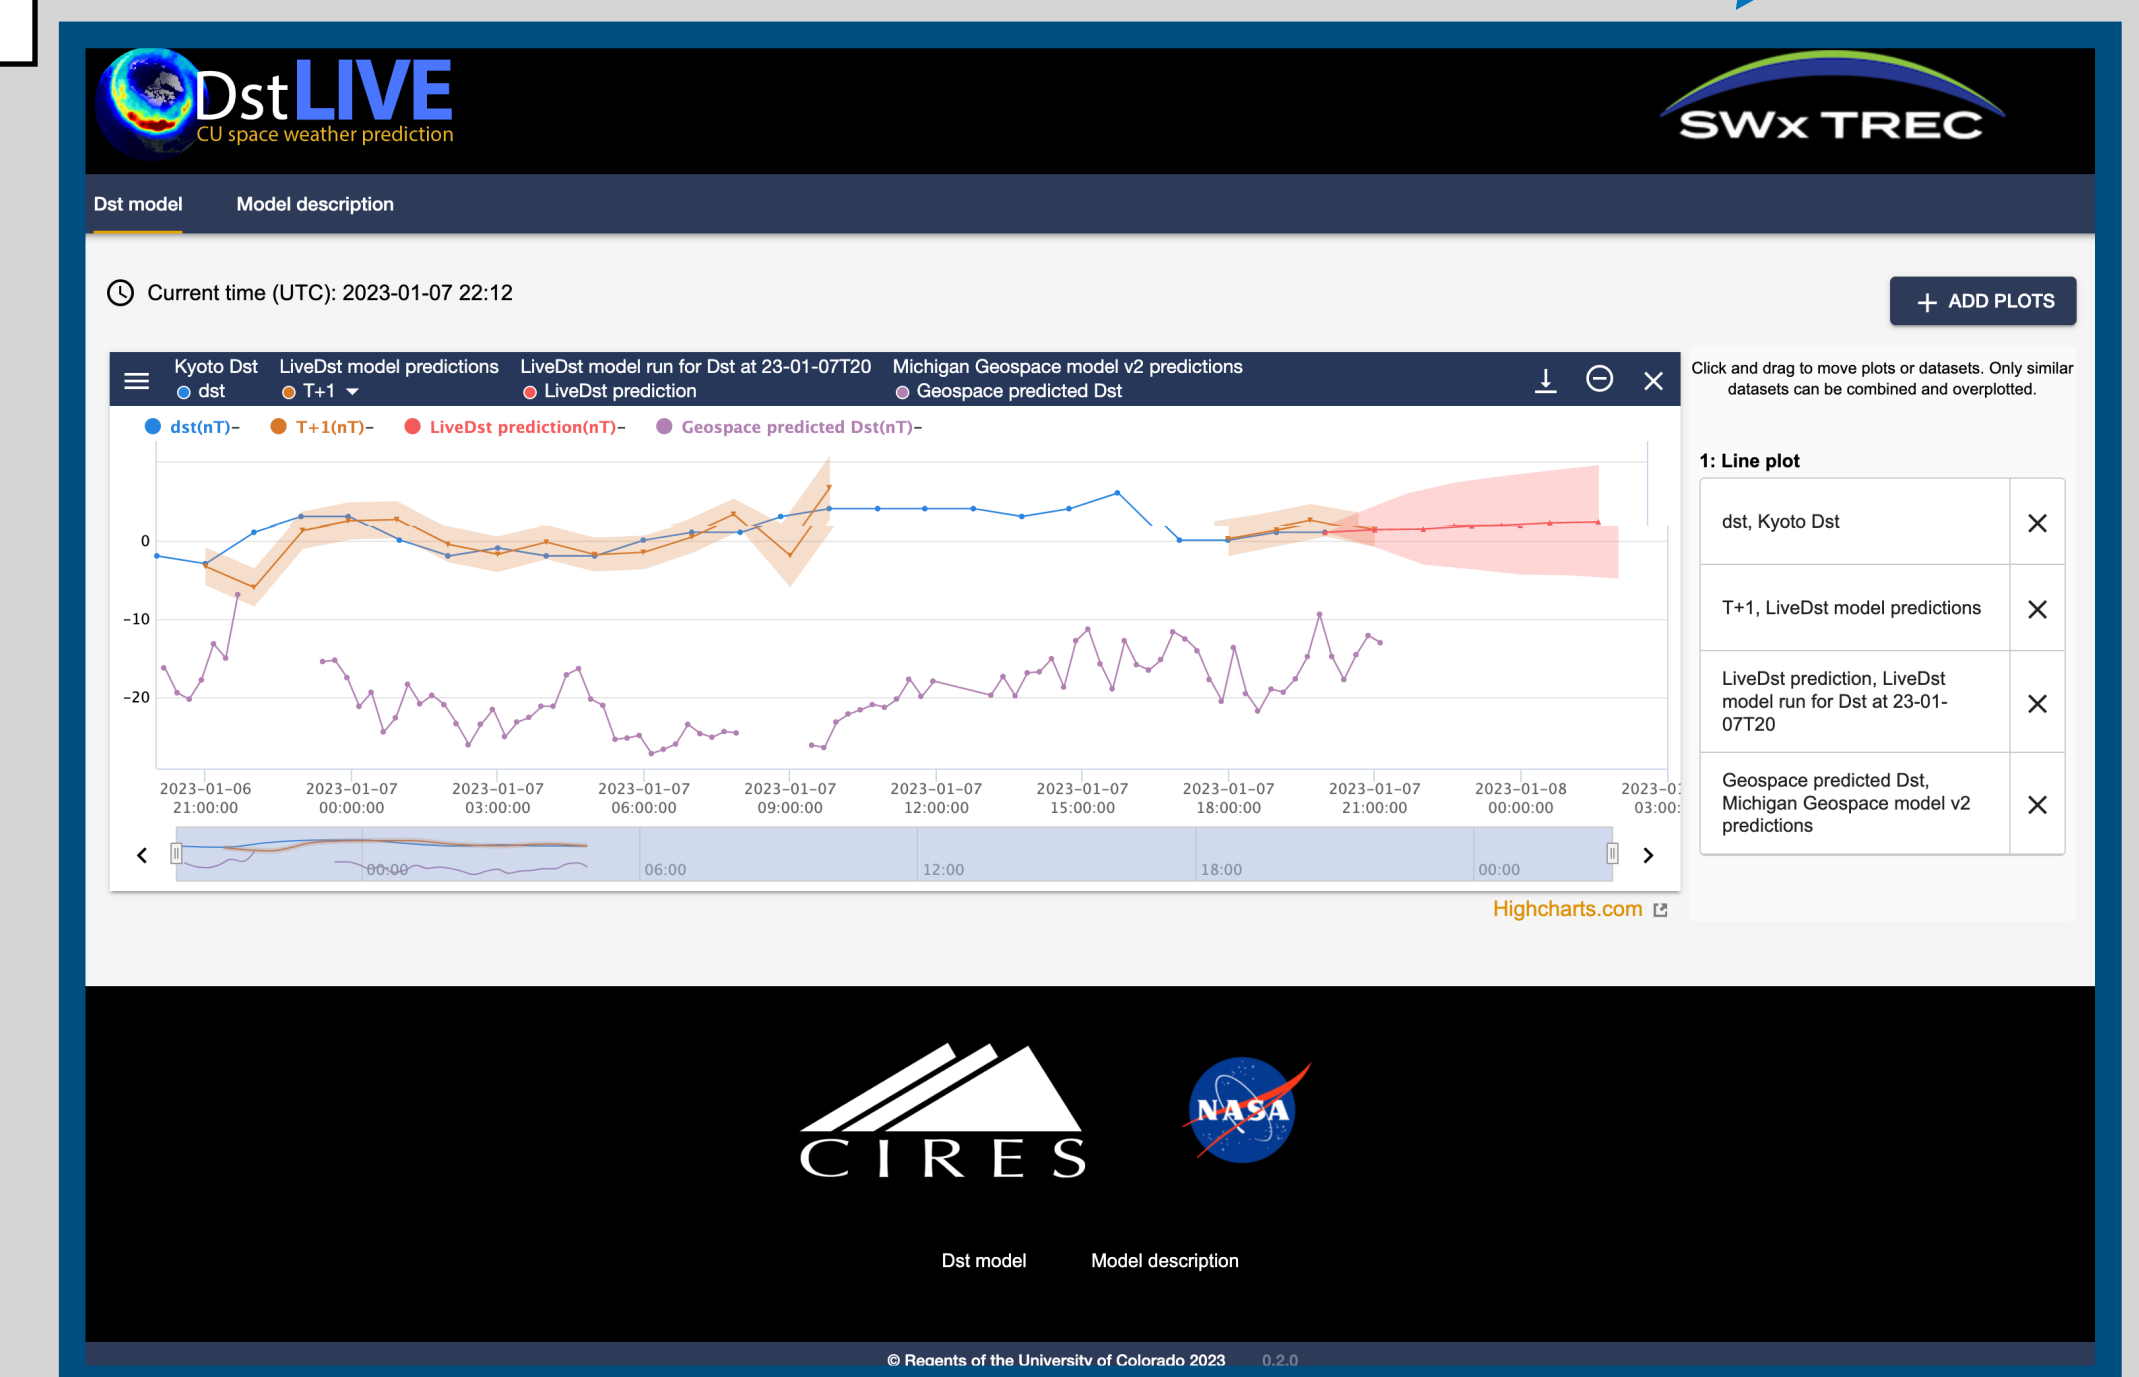 DstLIVE
CU space weather prediction
SWx TREC
Dst model
Model description
Current time (UTC): 2023-01-07 22:12
+ ADD PLOTS
Kyoto Dst
LiveDst model predictions
LiveDst model run for Dst at 23-01-07T20
Michigan Geospace model v2 predictions
dst
T+1
LiveDst prediction
Geospace predicted Dst
dst(nT)–
T+1(nT)–
LiveDst prediction(nT)–
Geospace predicted Dst(nT)–
0
−10
−20
2023−01−06
21:00:00
2023−01−07
00:00:00
2023−01−07
03:00:00
2023−01−07
06:00:00
2023−01−07
09:00:00
2023−01−07
12:00:00
2023−01−07
15:00:00
2023−01−07
18:00:00
2023−01−07
21:00:00
2023−01−08
00:00:00
2023−01
03:00:
00:00
06:00
12:00
18:00
00:00
Highcharts.com
Click and drag to move plots or datasets. Only similar
datasets can be combined and overplotted.
1: Line plot
dst, Kyoto Dst
T+1, LiveDst model predictions
LiveDst prediction, LiveDst
model run for Dst at 23-01-
07T20
Geospace predicted Dst,
Michigan Geospace model v2
predictions
CIRES
NASA
Dst model
Model description
© Regents of the University of Colorado 2023
0.2.0